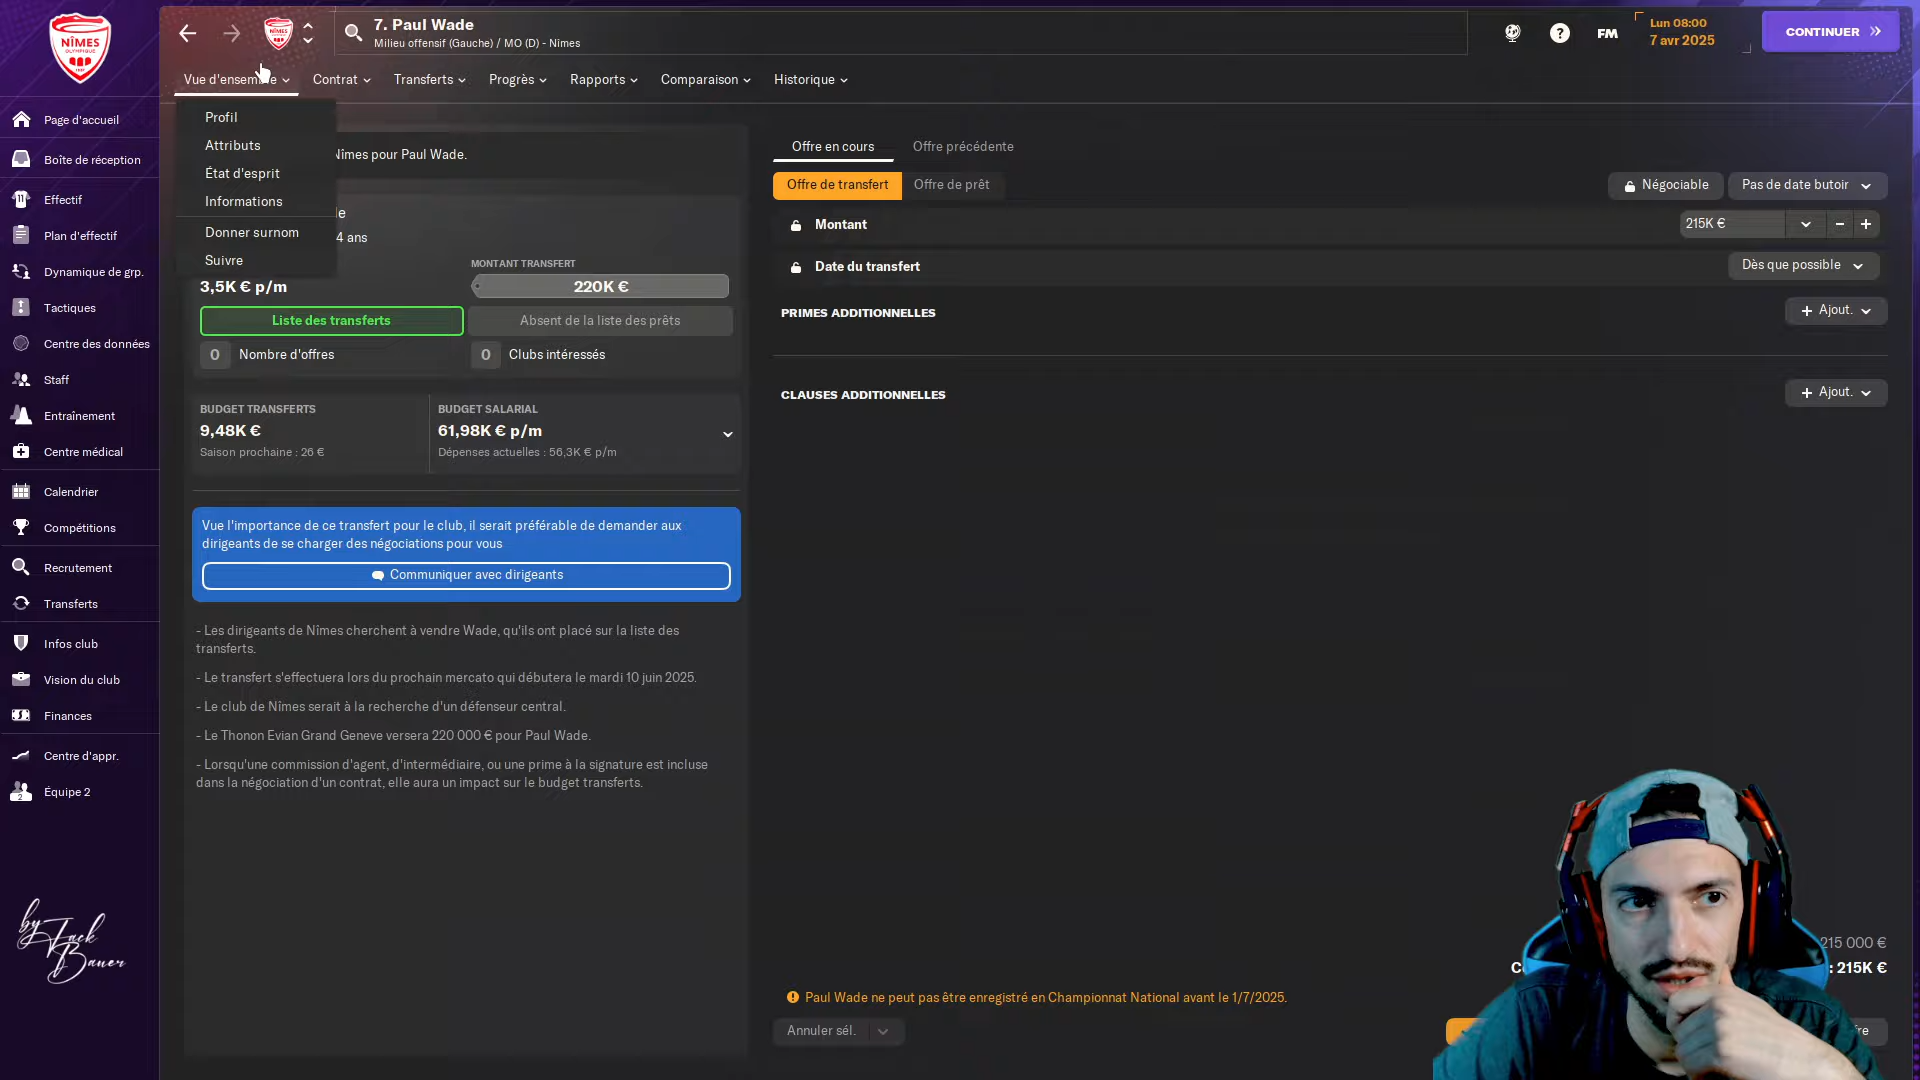 NÎMES
OLYMPIQUE
NÎMES
7. Paul Wade
Milieu offensif (Gauche) / MO (D) - Nîmes
FM
Lun 08:00
7 avr 2025
CONTINUER
Vue d'ensemble
Contrat
Transferts
Progrès
Rapports
Comparaison
Historique
Page d'accueil
Boîte de réception
Effectif
Plan d'effectif
Dynamique de grp.
Tactiques
Centre des données
Staff
Entraînement
Centre médical
Calendrier
Compétitions
Recrutement
Transferts
Infos club
Vision du club
Finances
Centre d'appr.
Équipe 2
by Jack
Bauer
Profil
Attributs
État d'esprit
Informations
Donner surnom
Suivre
Nîmes pour Paul Wade.
le
4 ans
3,5K € p/m
MONTANT TRANSFERT
220K €
Liste des transferts
Absent de la liste des prêts
0 Nombre d'offres
0 Clubs intéressés
BUDGET TRANSFERTS
9,48K €
Saison prochaine : 26 €
BUDGET SALARIAL
61,98K € p/m
Dépenses actuelles : 56,3K € p/m
Vue l'importance de ce transfert pour le club, il serait préférable de demander aux
dirigeants de se charger des négociations pour vous
Communiquer avec dirigeants
- Les dirigeants de Nîmes cherchent à vendre Wade, qu'ils ont placé sur la liste des
transferts.
- Le transfert s'effectuera lors du prochain mercato qui débutera le mardi 10 juin 2025.
- Le club de Nîmes serait à la recherche d'un défenseur central.
- Le Thonon Evian Grand Geneve versera 220 000 € pour Paul Wade.
- Lorsqu'une commission d'agent, d'intermédiaire, ou une prime à la signature est incluse
dans la négociation d'un contrat, elle aura un impact sur le budget transferts.
Offre en cours
Offre précédente
Offre de transfert
Offre de prêt
Négociable
Pas de date butoir
Montant
215K €
Date du transfert
Dès que possible
PRIMES ADDITIONNELLES
+ Ajout.
CLAUSES ADDITIONNELLES
+ Ajout.
215 000 €
: 215K €
Paul Wade ne peut pas être enregistré en Championnat National avant le 1/7/2025.
Annuler sél.